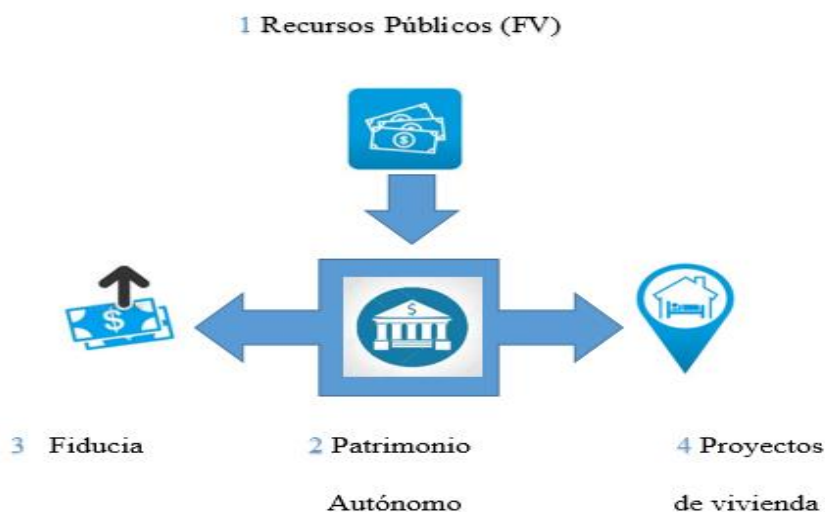 1 Recursos Públicos (FV)
$
$
$
3 Fiducia
2 Patrimonio
Autónomo
4 Proyectos
de vivienda